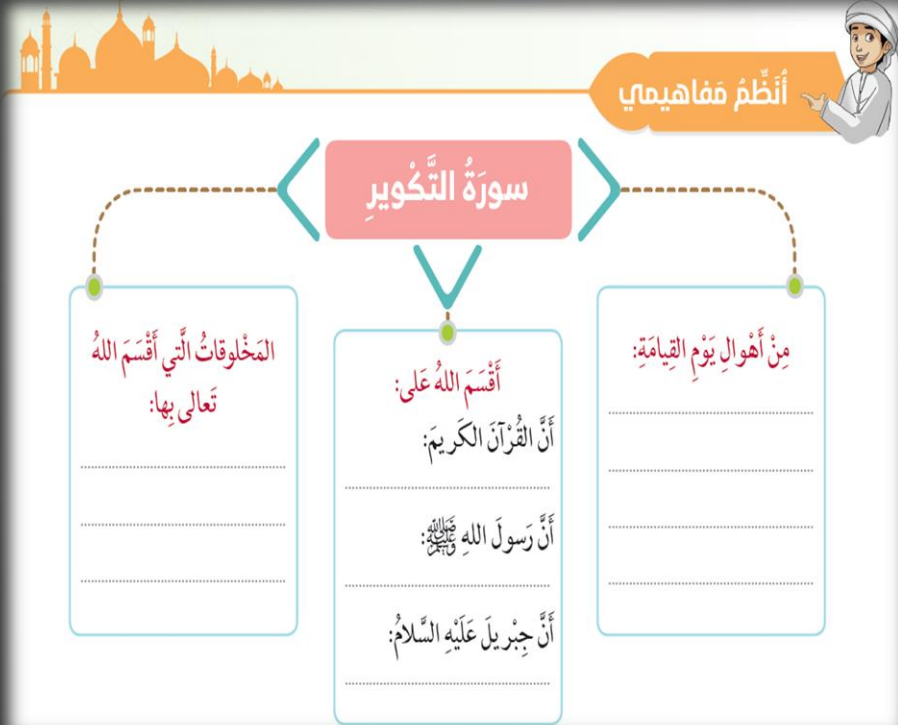 أُنَظِّمُ مَفاهيمي
سورَةُ التَّكْويرِ
مِنْ أَهْوالِ يَوْمِ القِيامَةِ:
أَقْسَمَ اللهُ عَلى:
أَنَّ القُرْآنَ الكَريمَ:
أَنَّ رَسولَ اللهِ ﷺ:
أَنَّ جِبْريلَ عَلَيْهِ السَّلامُ:
المَخْلوقاتُ الَّتي أَقْسَمَ اللهُ
تَعالى بِها: